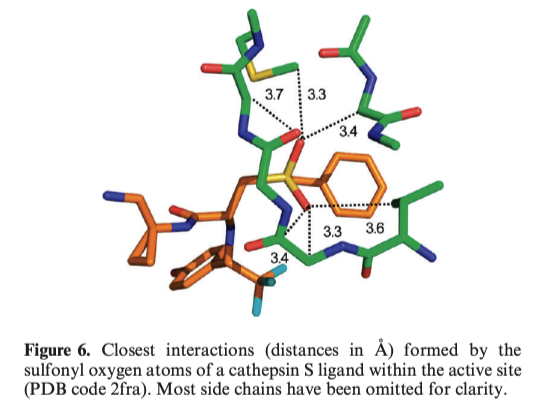 3.7 3.3
3.4
3.3 3.6
3.4
Figure 6. Closest interactions (distances in Å) formed by the
sulfonyl oxygen atoms of a cathepsin S ligand within the active site
(PDB code 2fra). Most side chains have been omitted for clarity.